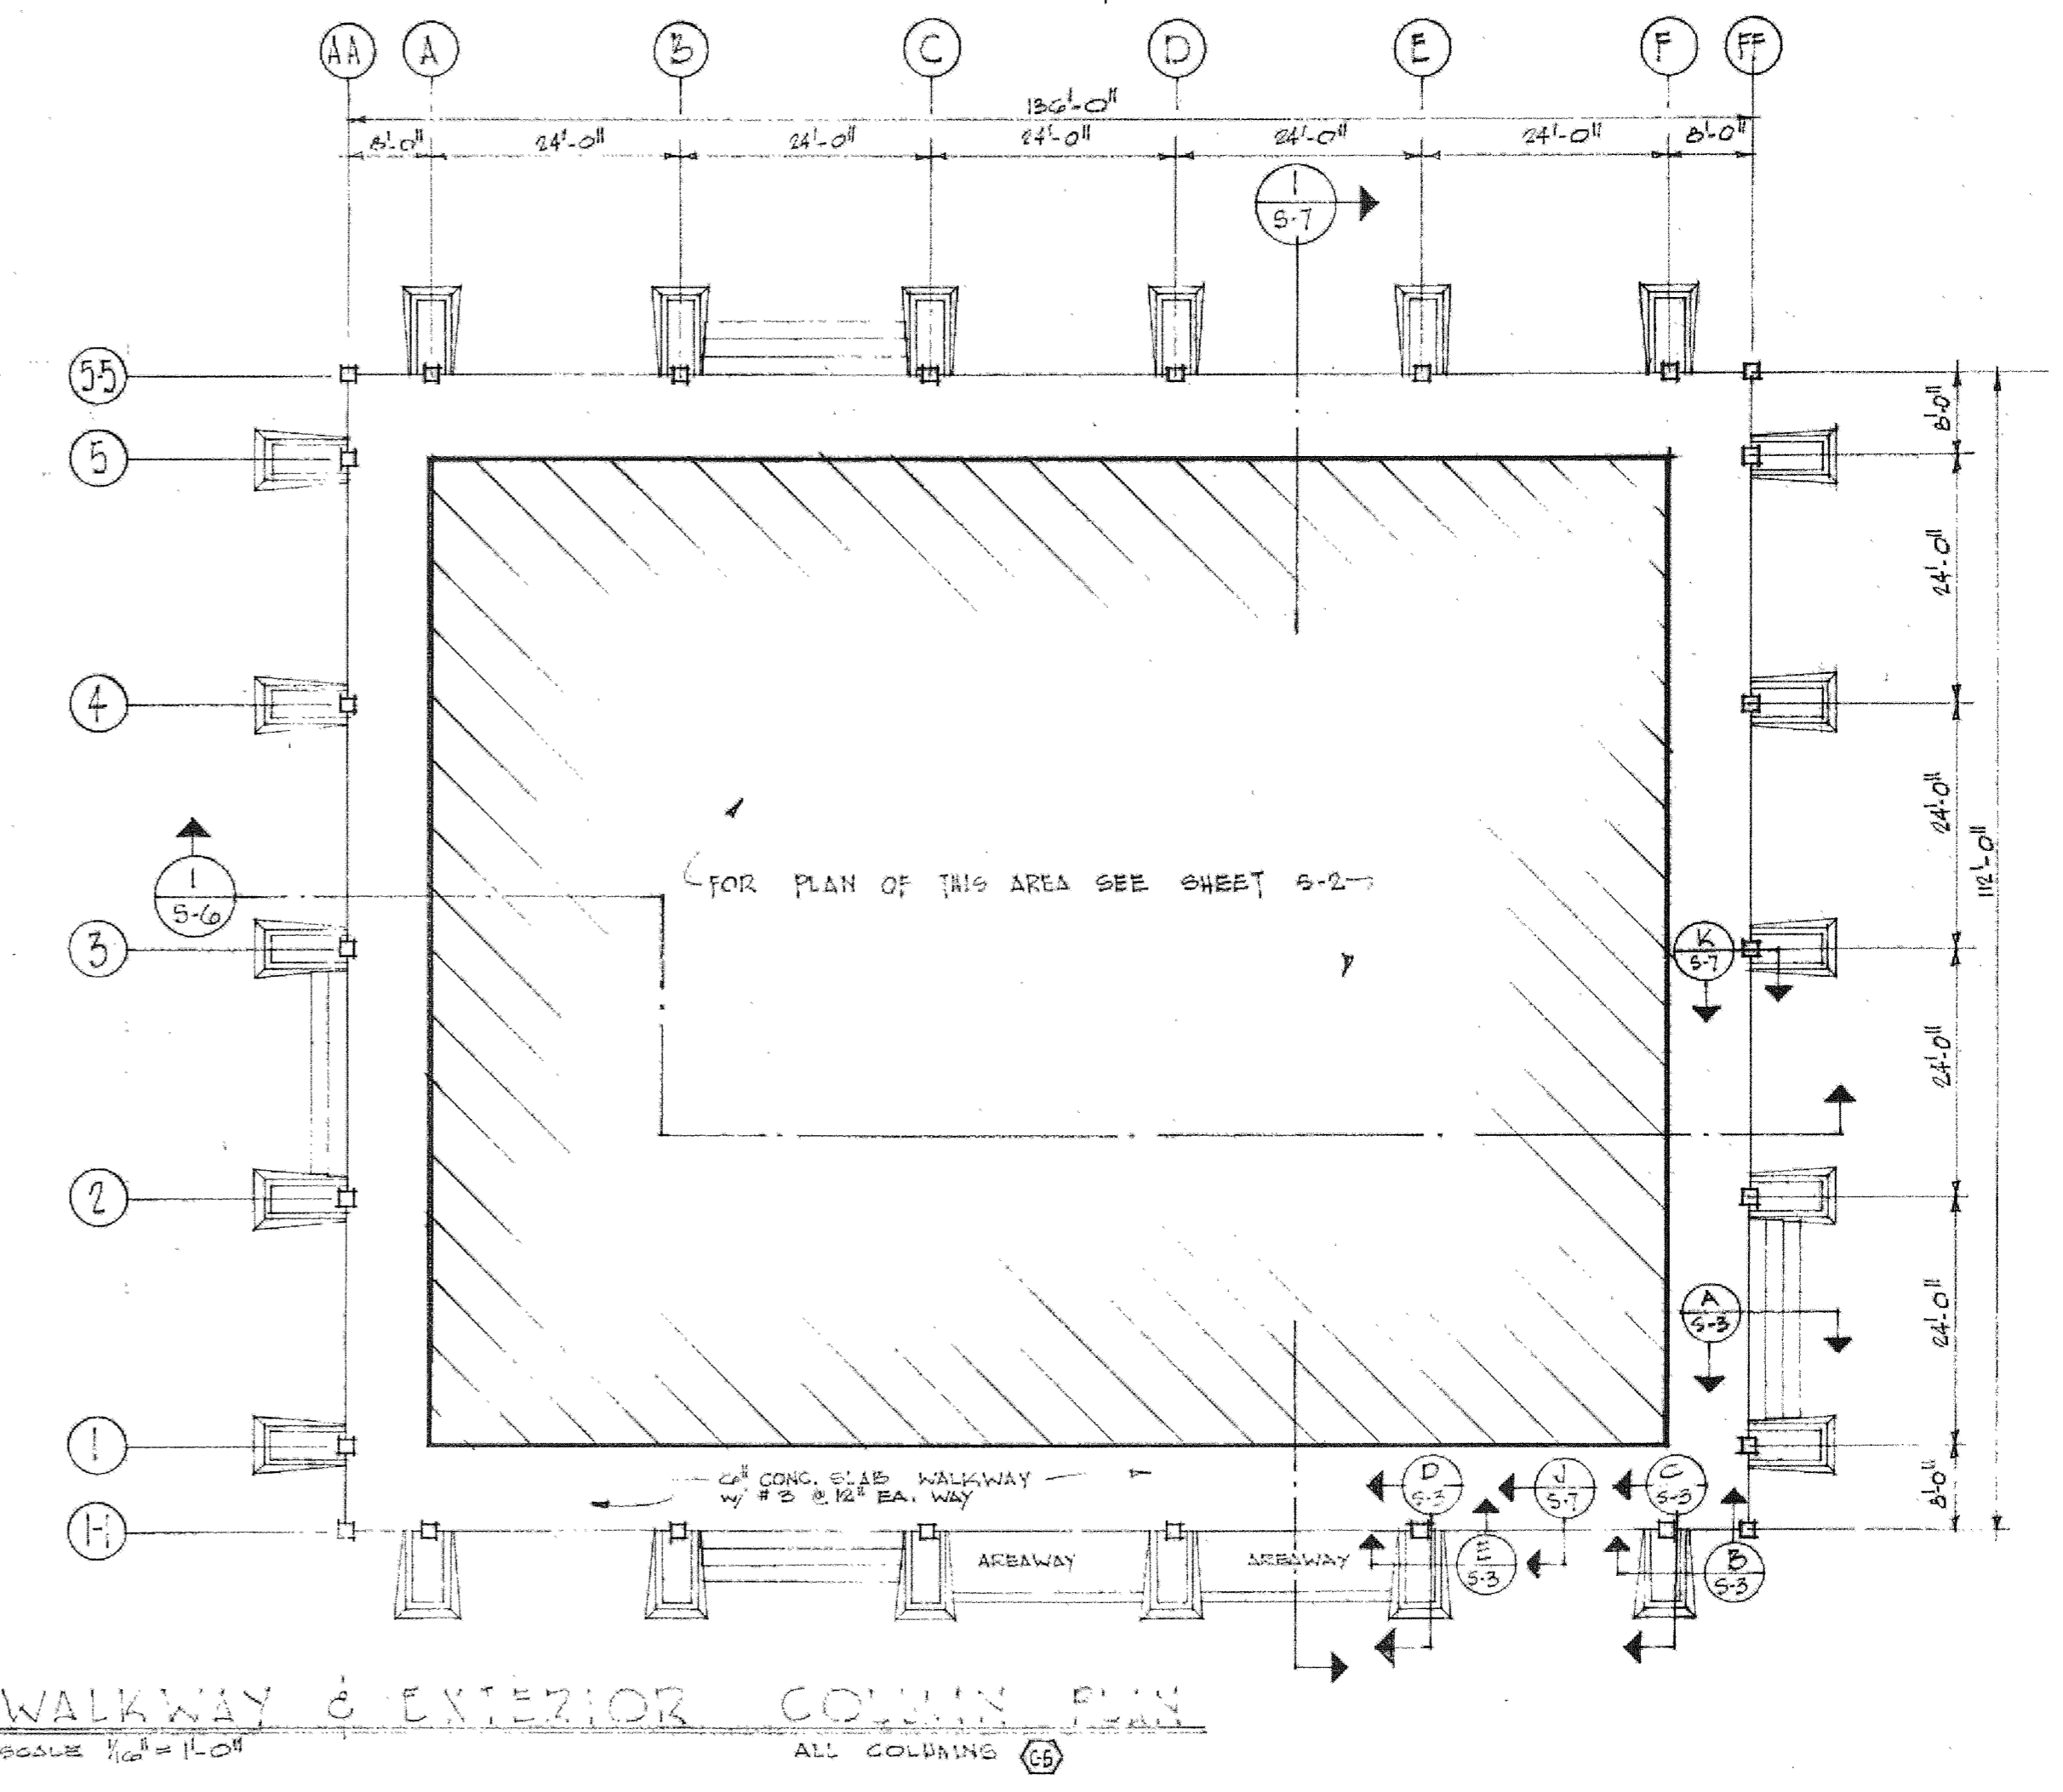 AA A B C D E F FF
136'-0"
8'-0" 24'-0" 24'-0" 24'-0" 24'-0" 24'-0" 8'-0"
1
S-7
5.5
8'-0"
5
24'-0"
4
24'-0"
112'-0"
FOR PLAN OF THIS AREA SEE SHEET S-2
1
S-6
3
K
S-7
24'-0"
2
24'-0"
A
S-3
1
8'-0"
6" CONC. SLAB WALKWAY
W/ #3 @ 12" EA. WAY
D
S-3
J
S-7
C
S-3
H
AREAWAY AREAWAY
E
S-3
B
S-3
WALKWAY & EXTERIOR COLUMN PLAN
SCALE 1/16" = 1'-0"
ALL COLUMNS C-5